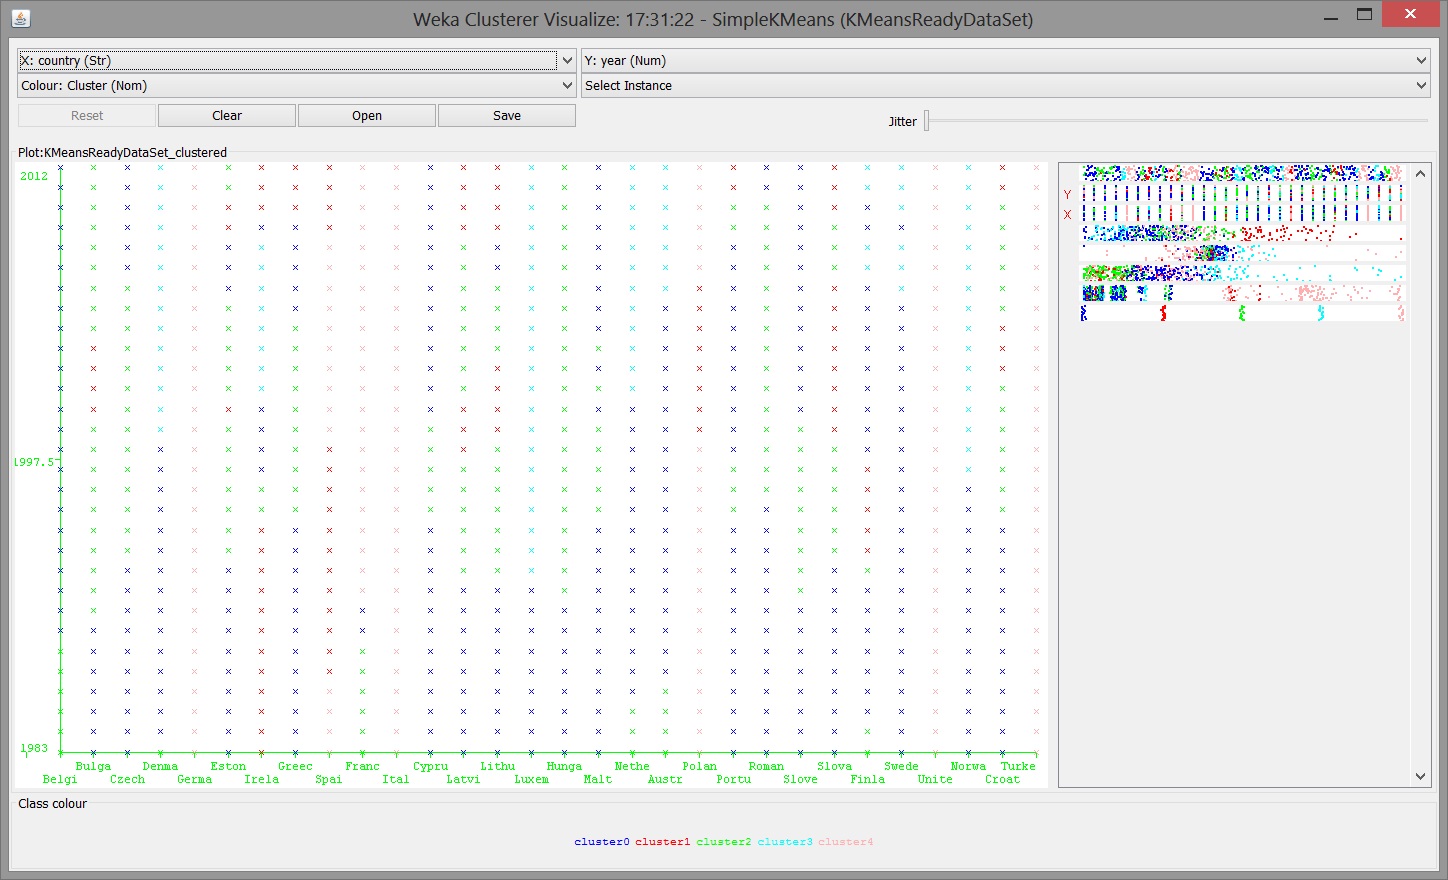 Weka Clusterer Visualize: 17:31:22 - SimpleKMeans (KMeansReadyDataSet)
X: country (Str) Y: year (Num)
Colour: Cluster (Nom) Select Instance
Reset Clear Open Save Jitter
Plot:KMeansReadyDataSet_clustered
2012
Y
X
1997.5
1983
Bulga Denma Eston Greec Franc Cypru Lithu Hunga Nethe Polan Roman Slova Swede Norwa Turke
Belgi Czech Germa Irela Spai Ital Latvi Luxem Malt Austr Portu Slove Finla Unite Croat
Class colour
cluster0 cluster1 cluster2 cluster3 cluster4